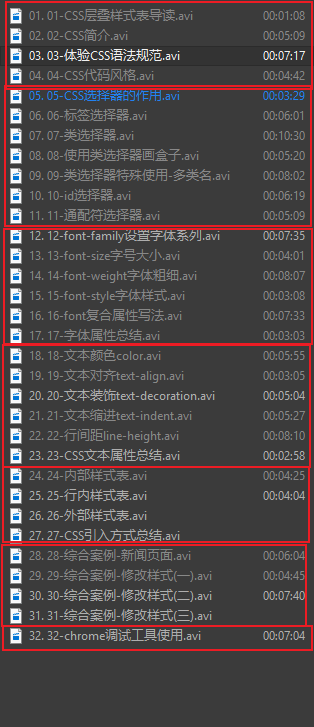 01. 01-CSS层叠样式表导读.avi 00:01:08
02. 02-CSS简介.avi 00:05:09
03. 03-体验CSS语法规范.avi 00:07:17
04. 04-CSS代码风格.avi 00:04:42
05. 05-CSS选择器的作用.avi 00:03:29
06. 06-标签选择器.avi 00:06:01
07. 07-类选择器.avi 00:10:30
08. 08-使用类选择器画盒子.avi 00:05:20
09. 09-类选择器特殊使用-多类名.avi 00:08:02
10. 10-id选择器.avi 00:06:19
11. 11-通配符选择器.avi 00:05:09
12. 12-font-family设置字体系列.avi 00:07:35
13. 13-font-size字号大小.avi 00:04:01
14. 14-font-weight字体粗细.avi 00:08:07
15. 15-font-style字体样式.avi 00:03:08
16. 16-font复合属性写法.avi 00:07:33
17. 17-字体属性总结.avi 00:03:03
18. 18-文本颜色color.avi 00:05:55
19. 19-文本对齐text-align.avi 00:03:05
20. 20-文本装饰text-decoration.avi 00:05:04
21. 21-文本缩进text-indent.avi 00:05:27
22. 22-行间距line-height.avi 00:08:10
23. 23-CSS文本属性总结.avi 00:02:58
24. 24-内部样式表.avi 00:04:25
25. 25-行内样式表.avi 00:04:04
26. 26-外部样式表.avi
27. 27-CSS引入方式总结.avi
28. 28-综合案例-新闻页面.avi 00:06:04
29. 29-综合案例-修改样式(一).avi 00:04:45
30. 30-综合案例-修改样式(二).avi 00:07:40
31. 31-综合案例-修改样式(三).avi
32. 32-chrome调试工具使用.avi 00:07:04